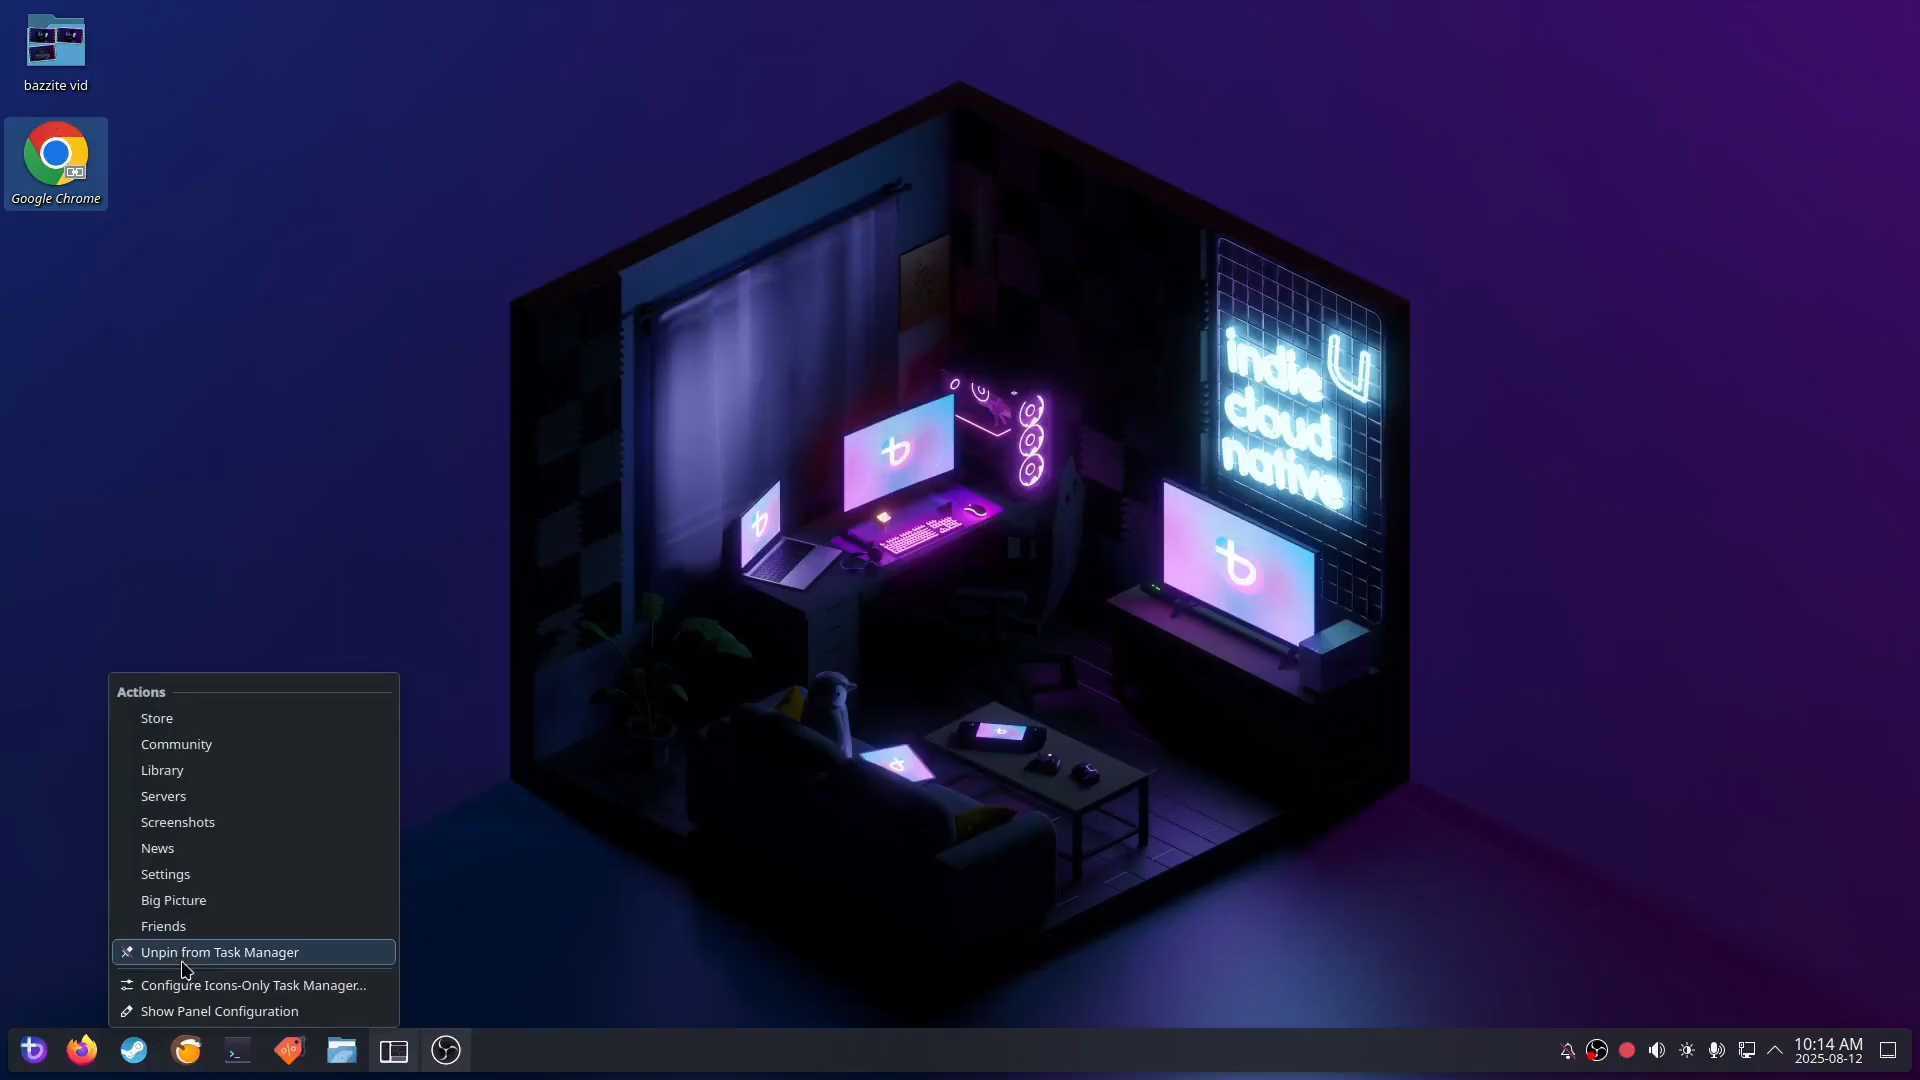 bazzite vid
Google Chrome
indie
cloud
native
U
Actions
Store
Community
Library
Servers
Screenshots
News
Settings
Big Picture
Friends
Unpin from Task Manager
Configure Icons-Only Task Manager...
Show Panel Configuration
10:14 AM
2025-08-12